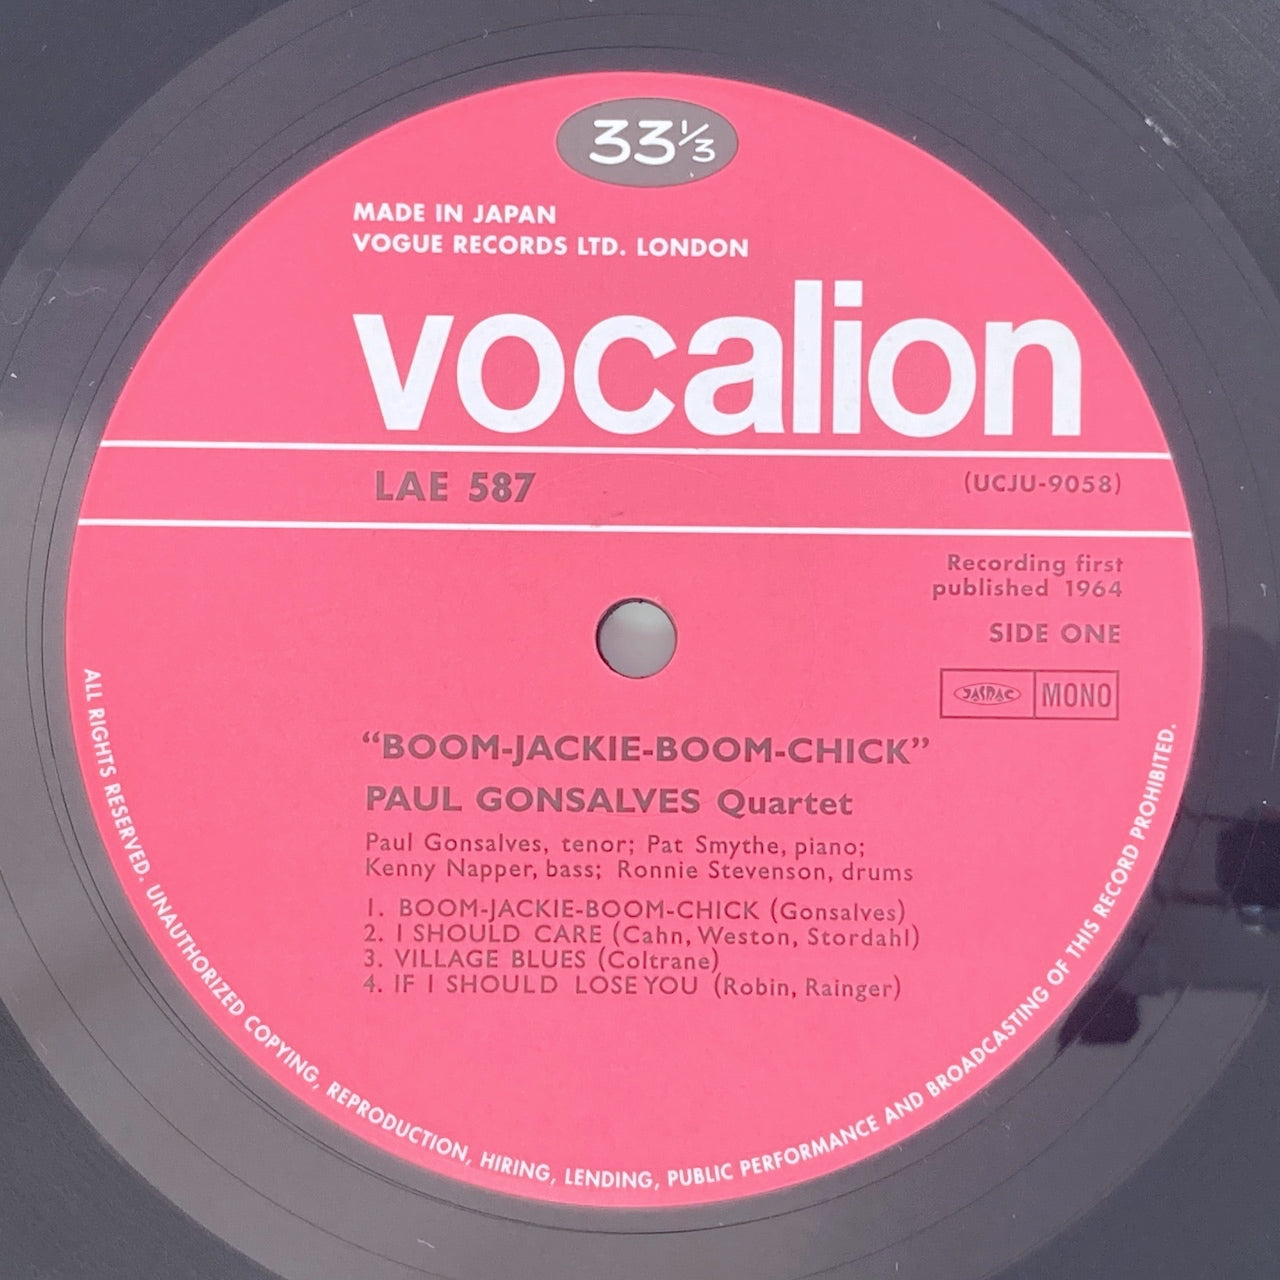 33⅓
MADE IN JAPAN
VOGUE RECORDS LTD. LONDON
vocalion
LAE 587
(UCJU-9058)
Recording first
published 1964
SIDE ONE
JASRAC MONO
“BOOM-JACKIE-BOOM-CHICK”
PAUL GONSALVES Quartet
Paul Gonsalves, tenor; Pat Smythe, piano;
Kenny Napper, bass; Ronnie Stevenson, drums
1. BOOM-JACKIE-BOOM-CHICK (Gonsalves)
2. I SHOULD CARE (Cahn, Weston, Stordahl)
3. VILLAGE BLUES (Coltrane)
4. IF I SHOULD LOSE YOU (Robin, Rainger)
ALL RIGHTS RESERVED. UNAUTHORIZED COPYING, REPRODUCTION, HIRING, LENDING, PUBLIC PERFORMANCE AND BROADCASTING OF THIS RECORD PROHIBITED.